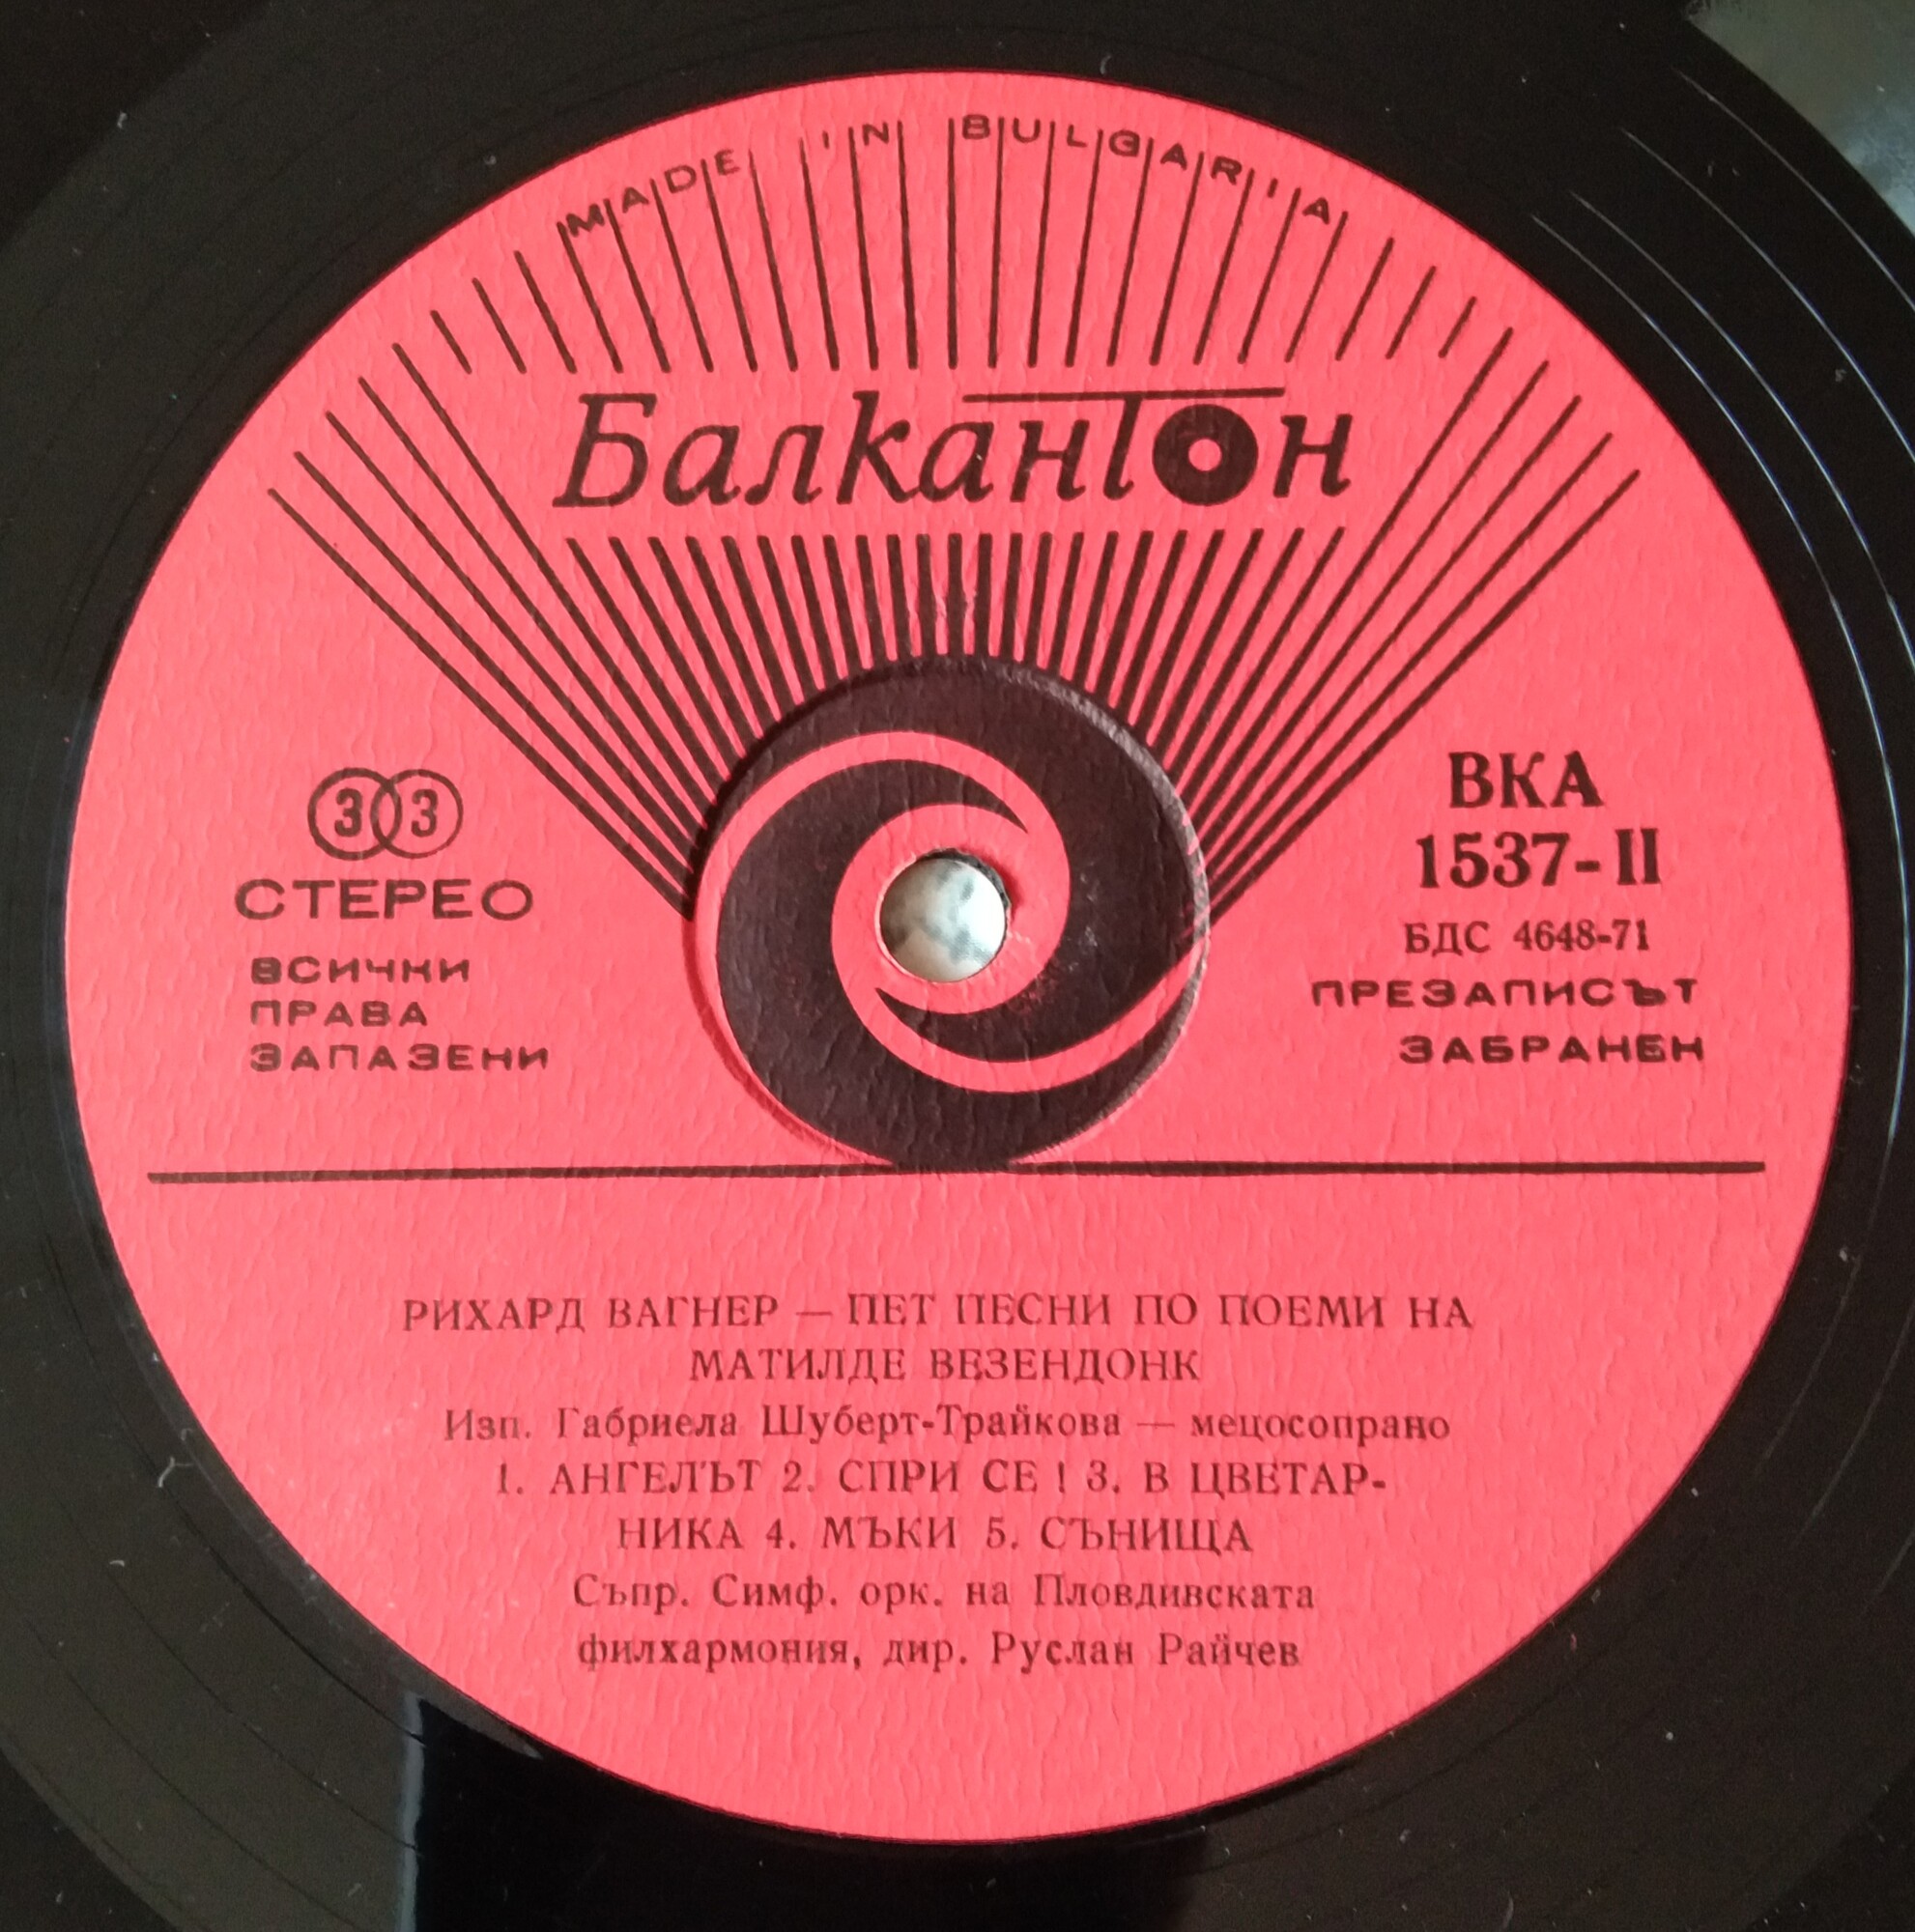 MADE IN BULGARIA
Балкантон
33
СТЕРЕО
ВСИЧКИ
ПРАВА
ЗАПАЗЕНИ
ВКА
1537-II
БДС 4648-71
ПРЕЗАПИСЪТ
ЗАБРАНЕН
РИХАРД ВАГНЕР — ПЕТ ПЕСНИ ПО ПОЕМИ НА
МАТИЛДЕ ВЕЗЕНДОНК
Изп. Габриела Шуберт-Трайкова — мецосопрано
1. АНГЕЛЪТ 2. СПРИ СЕ! 3. В ЦВЕТАР-
НИКА 4. МЪКИ 5. СЪНИЩА
Съпр. Симф. орк. на Пловдивската
филхармония, дир. Руслан Райчев